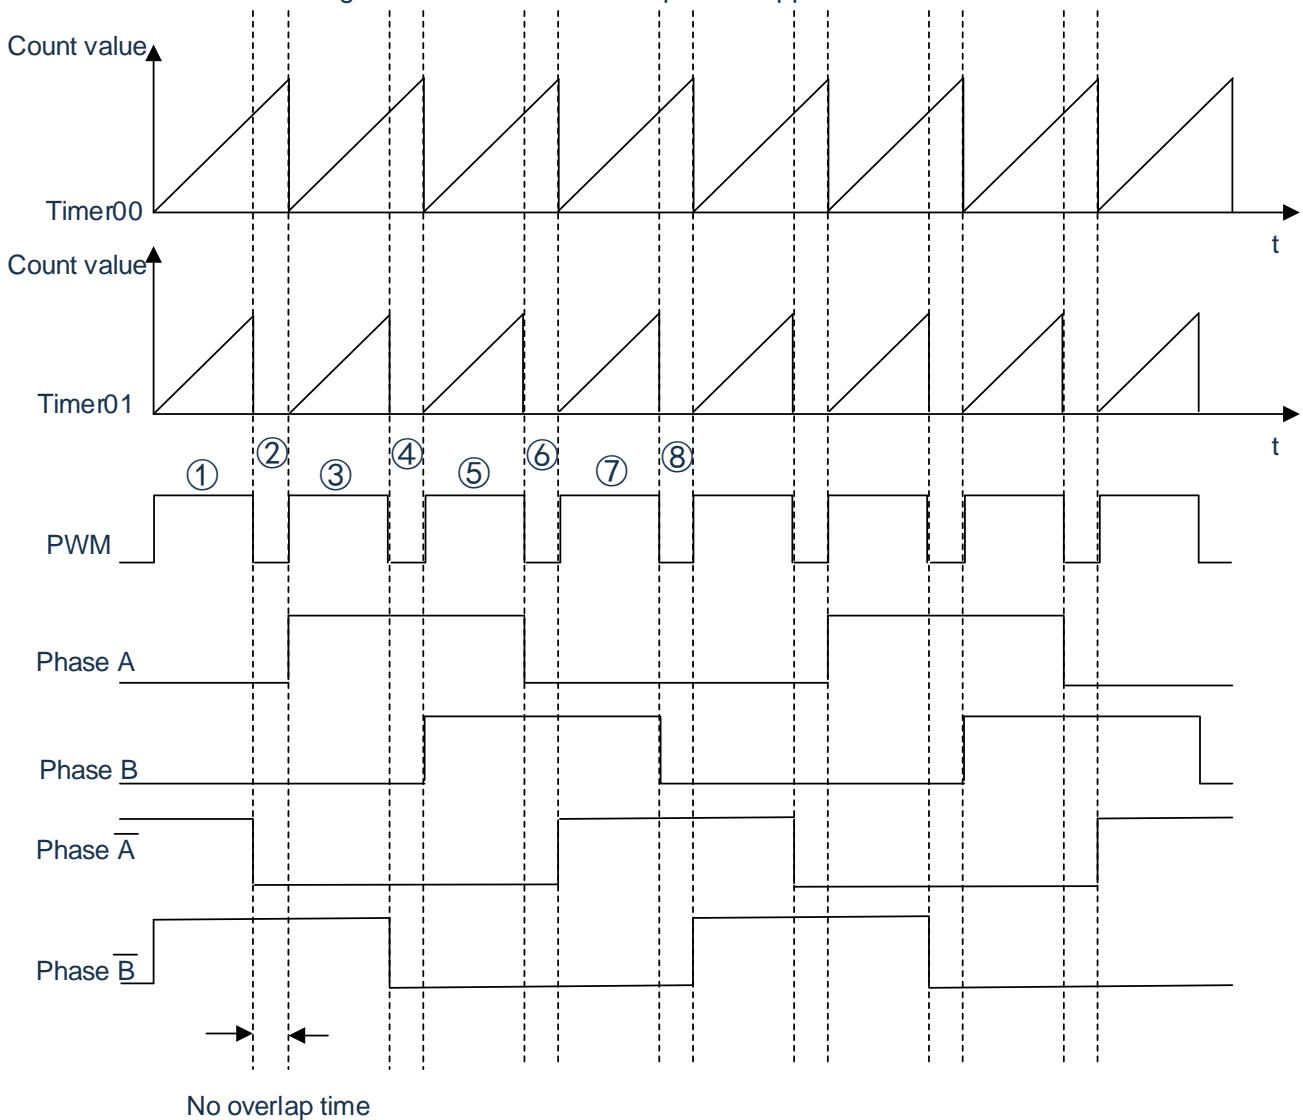 Count value
Timer00
t
Count value
Timer01
t
① ② ③ ④ ⑤ ⑥ ⑦ ⑧
PWM
Phase A
Phase B
Phase A̅
Phase B̅
No overlap time